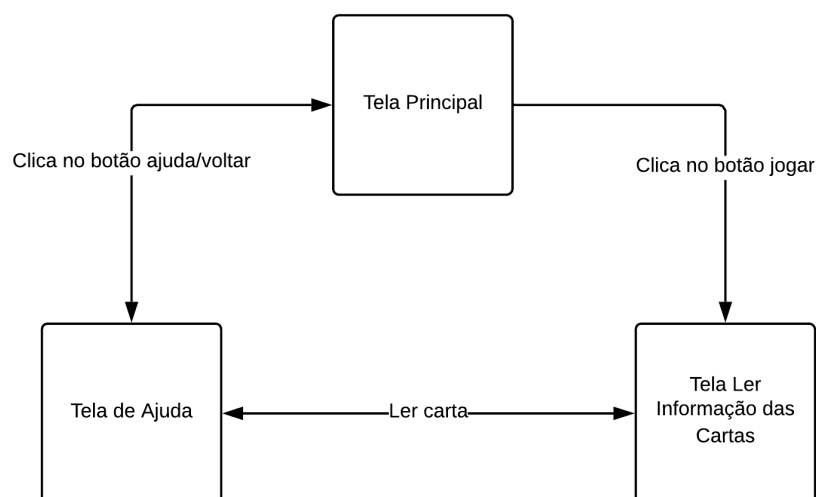 Tela Principal
Clica no botão ajuda/voltar
Clica no botão jogar
Tela de Ajuda
Ler carta
Tela Ler
Informação das
Cartas